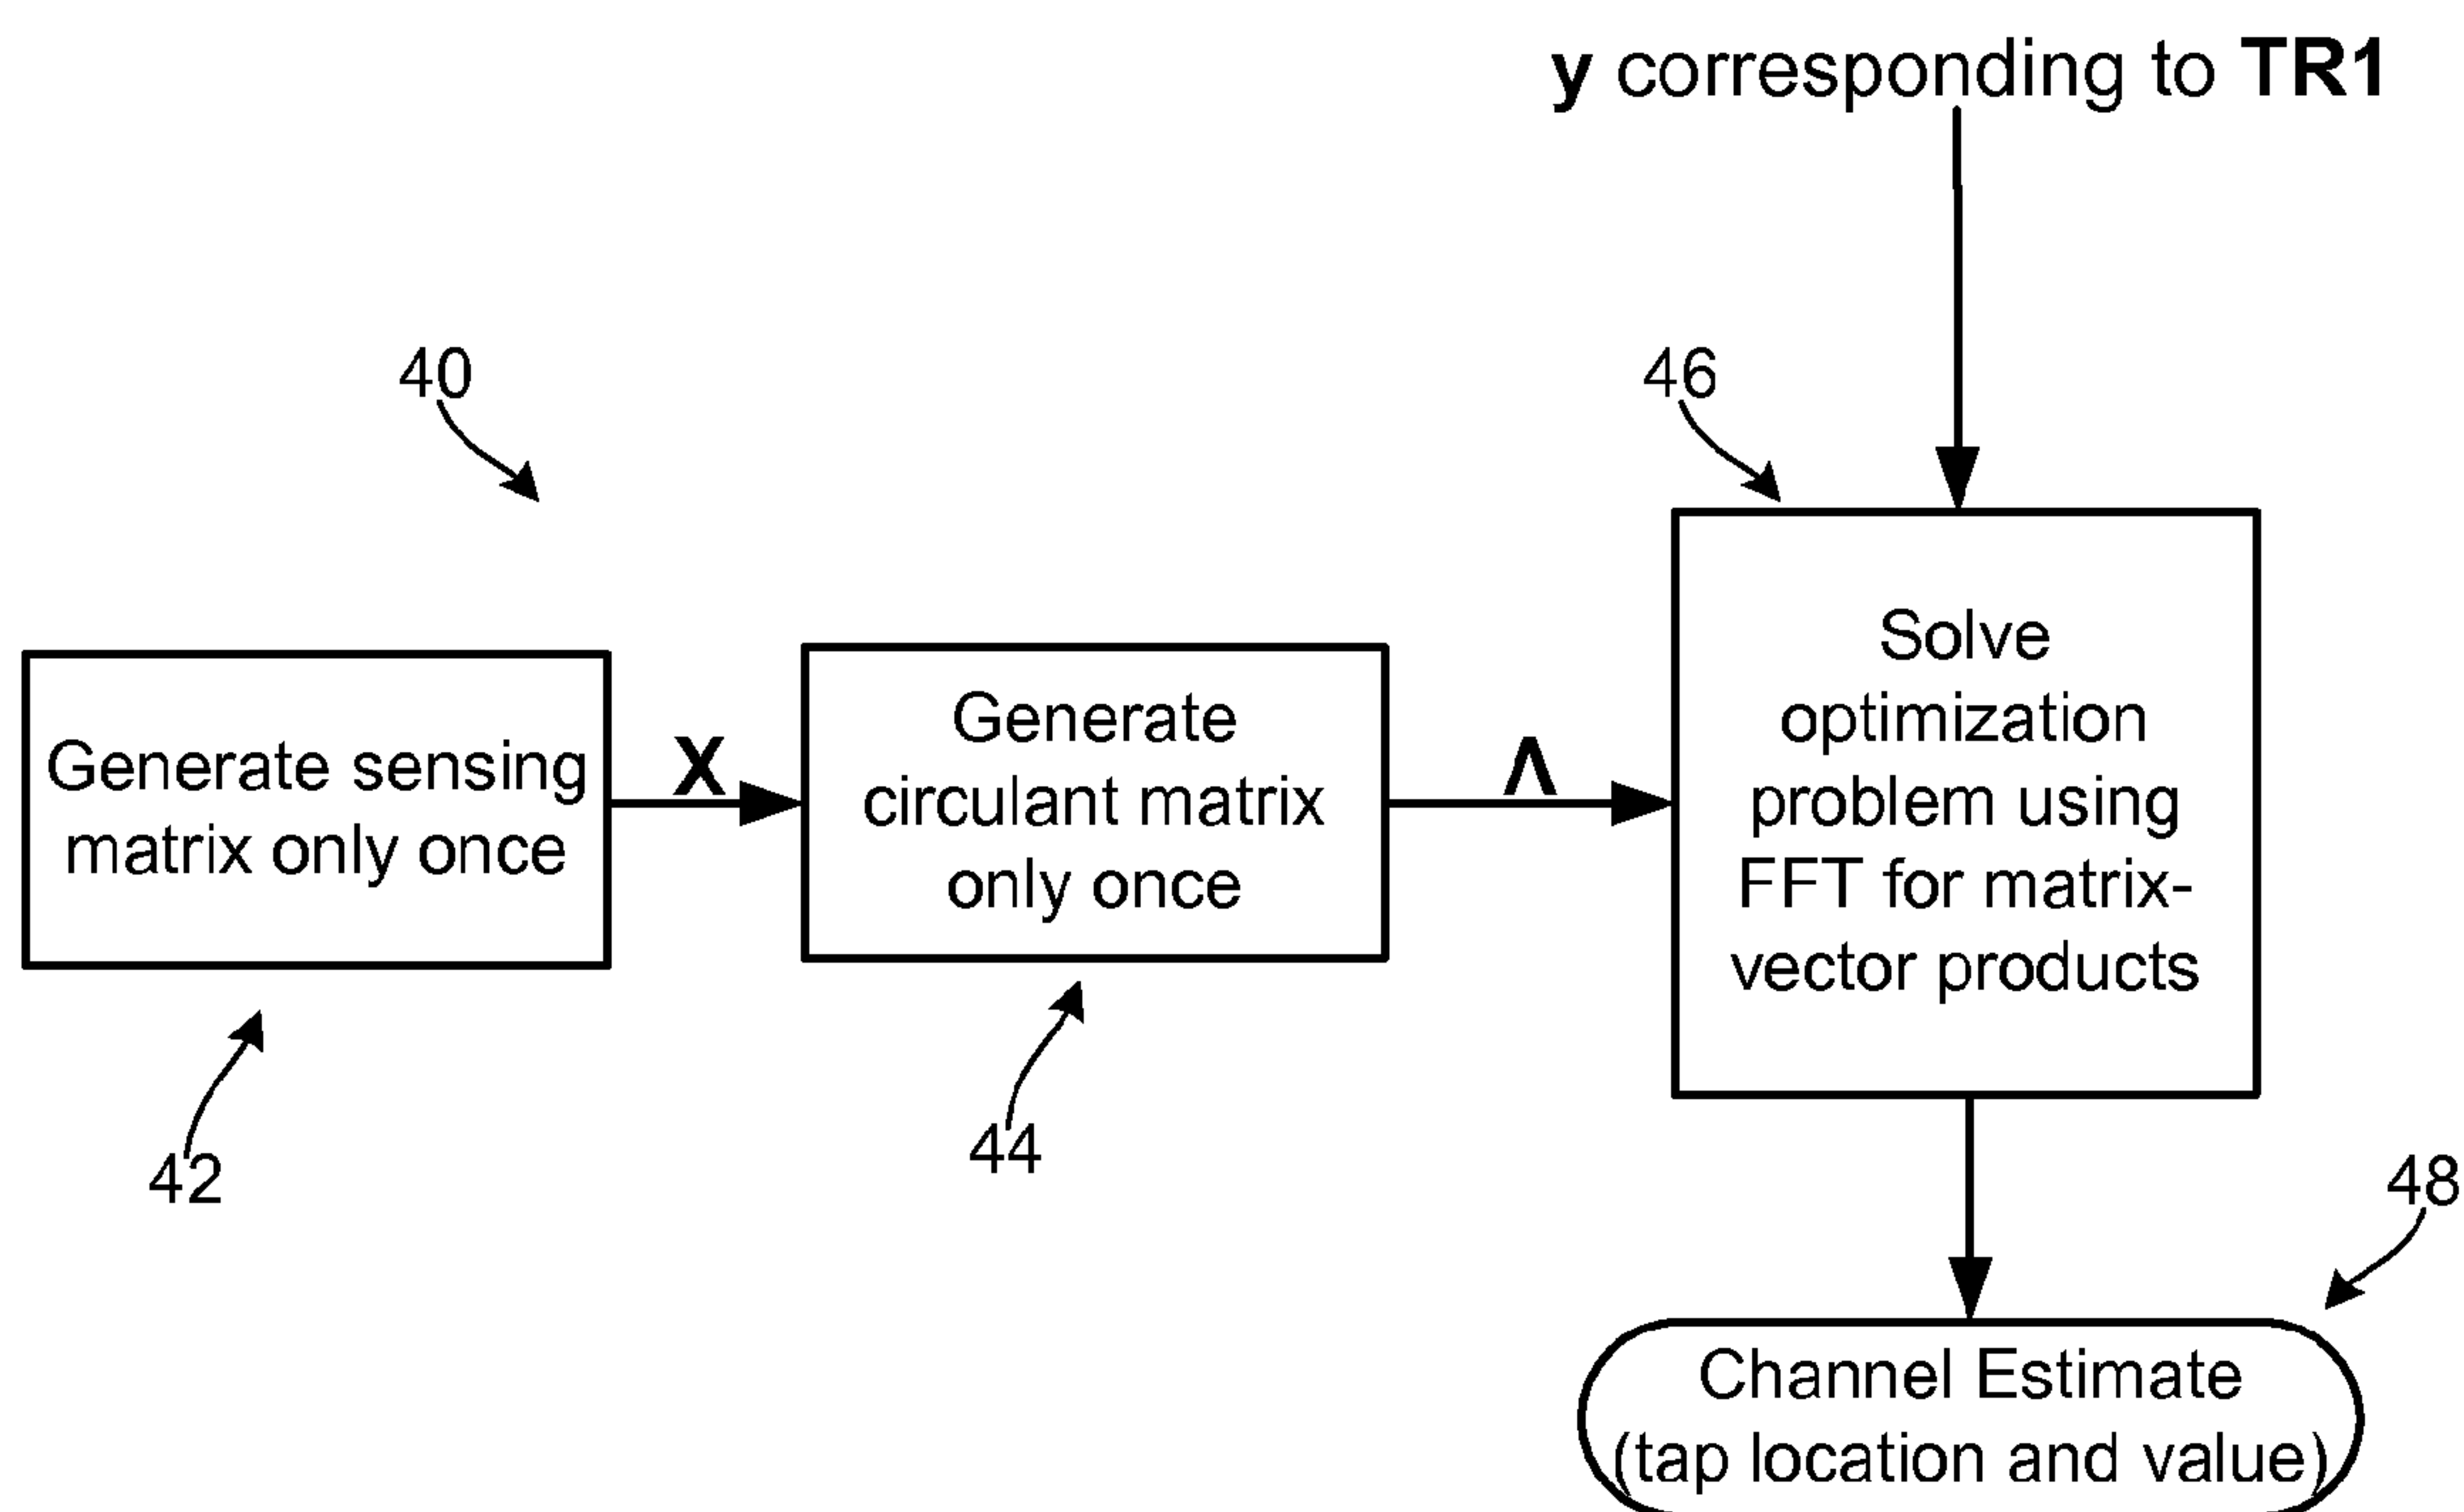 y corresponding to TR1
40
46
Generate sensing
matrix only once
X
Generate
circulant matrix
only once
Λ
Solve
optimization
problem using
FFT for matrix-
vector products
42
44
48
Channel Estimate
(tap location and value)